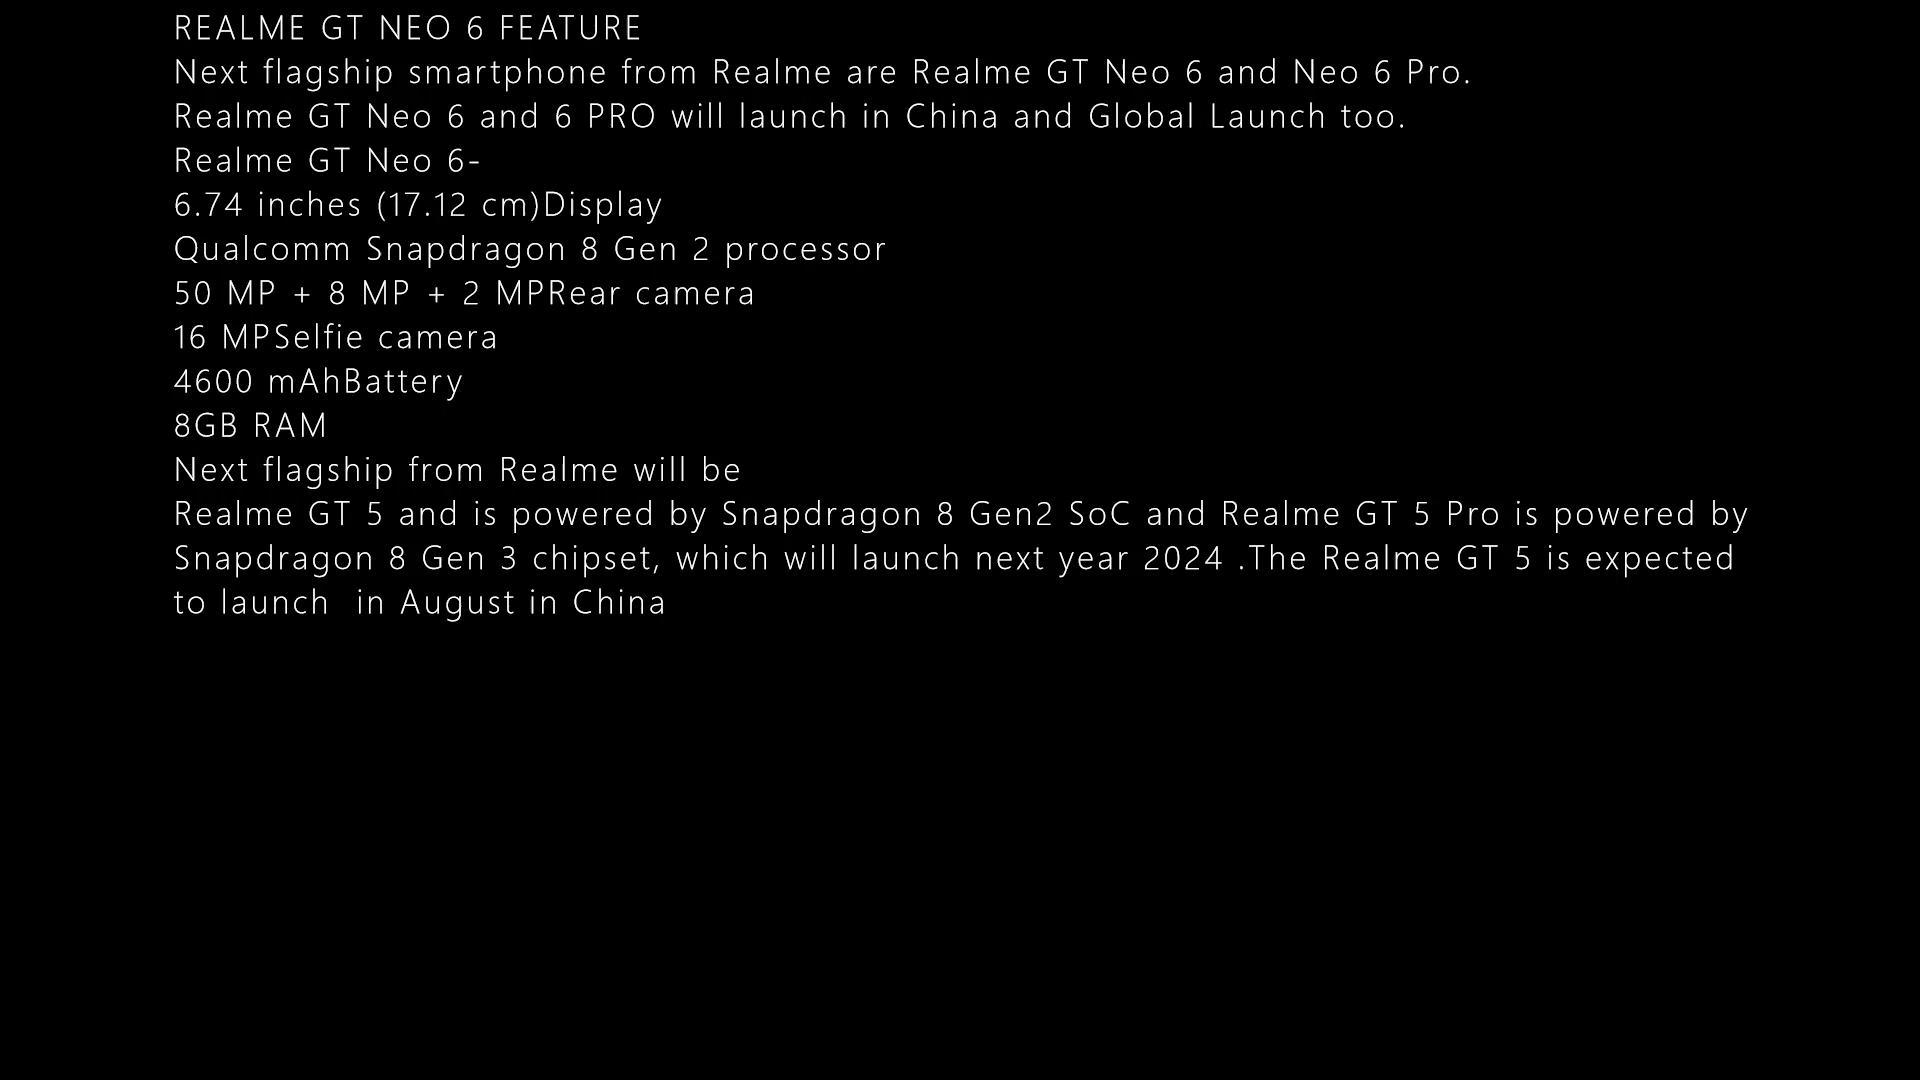 REALME GT NEO 6 FEATURE
Next flagship smartphone from Realme are Realme GT Neo 6 and Neo 6 Pro.
Realme GT Neo 6 and 6 PRO will launch in China and Global Launch too.
Realme GT Neo 6-
6.74 inches (17.12 cm)Display
Qualcomm Snapdragon 8 Gen 2 processor
50 MP + 8 MP + 2 MPRear camera
16 MPSelfie camera
4600 mAhBattery
8GB RAM
Next flagship from Realme will be
Realme GT 5 and is powered by Snapdragon 8 Gen2 SoC and Realme GT 5 Pro is powered by
Snapdragon 8 Gen 3 chipset, which will launch next year 2024 .The Realme GT 5 is expected
to launch  in August in China